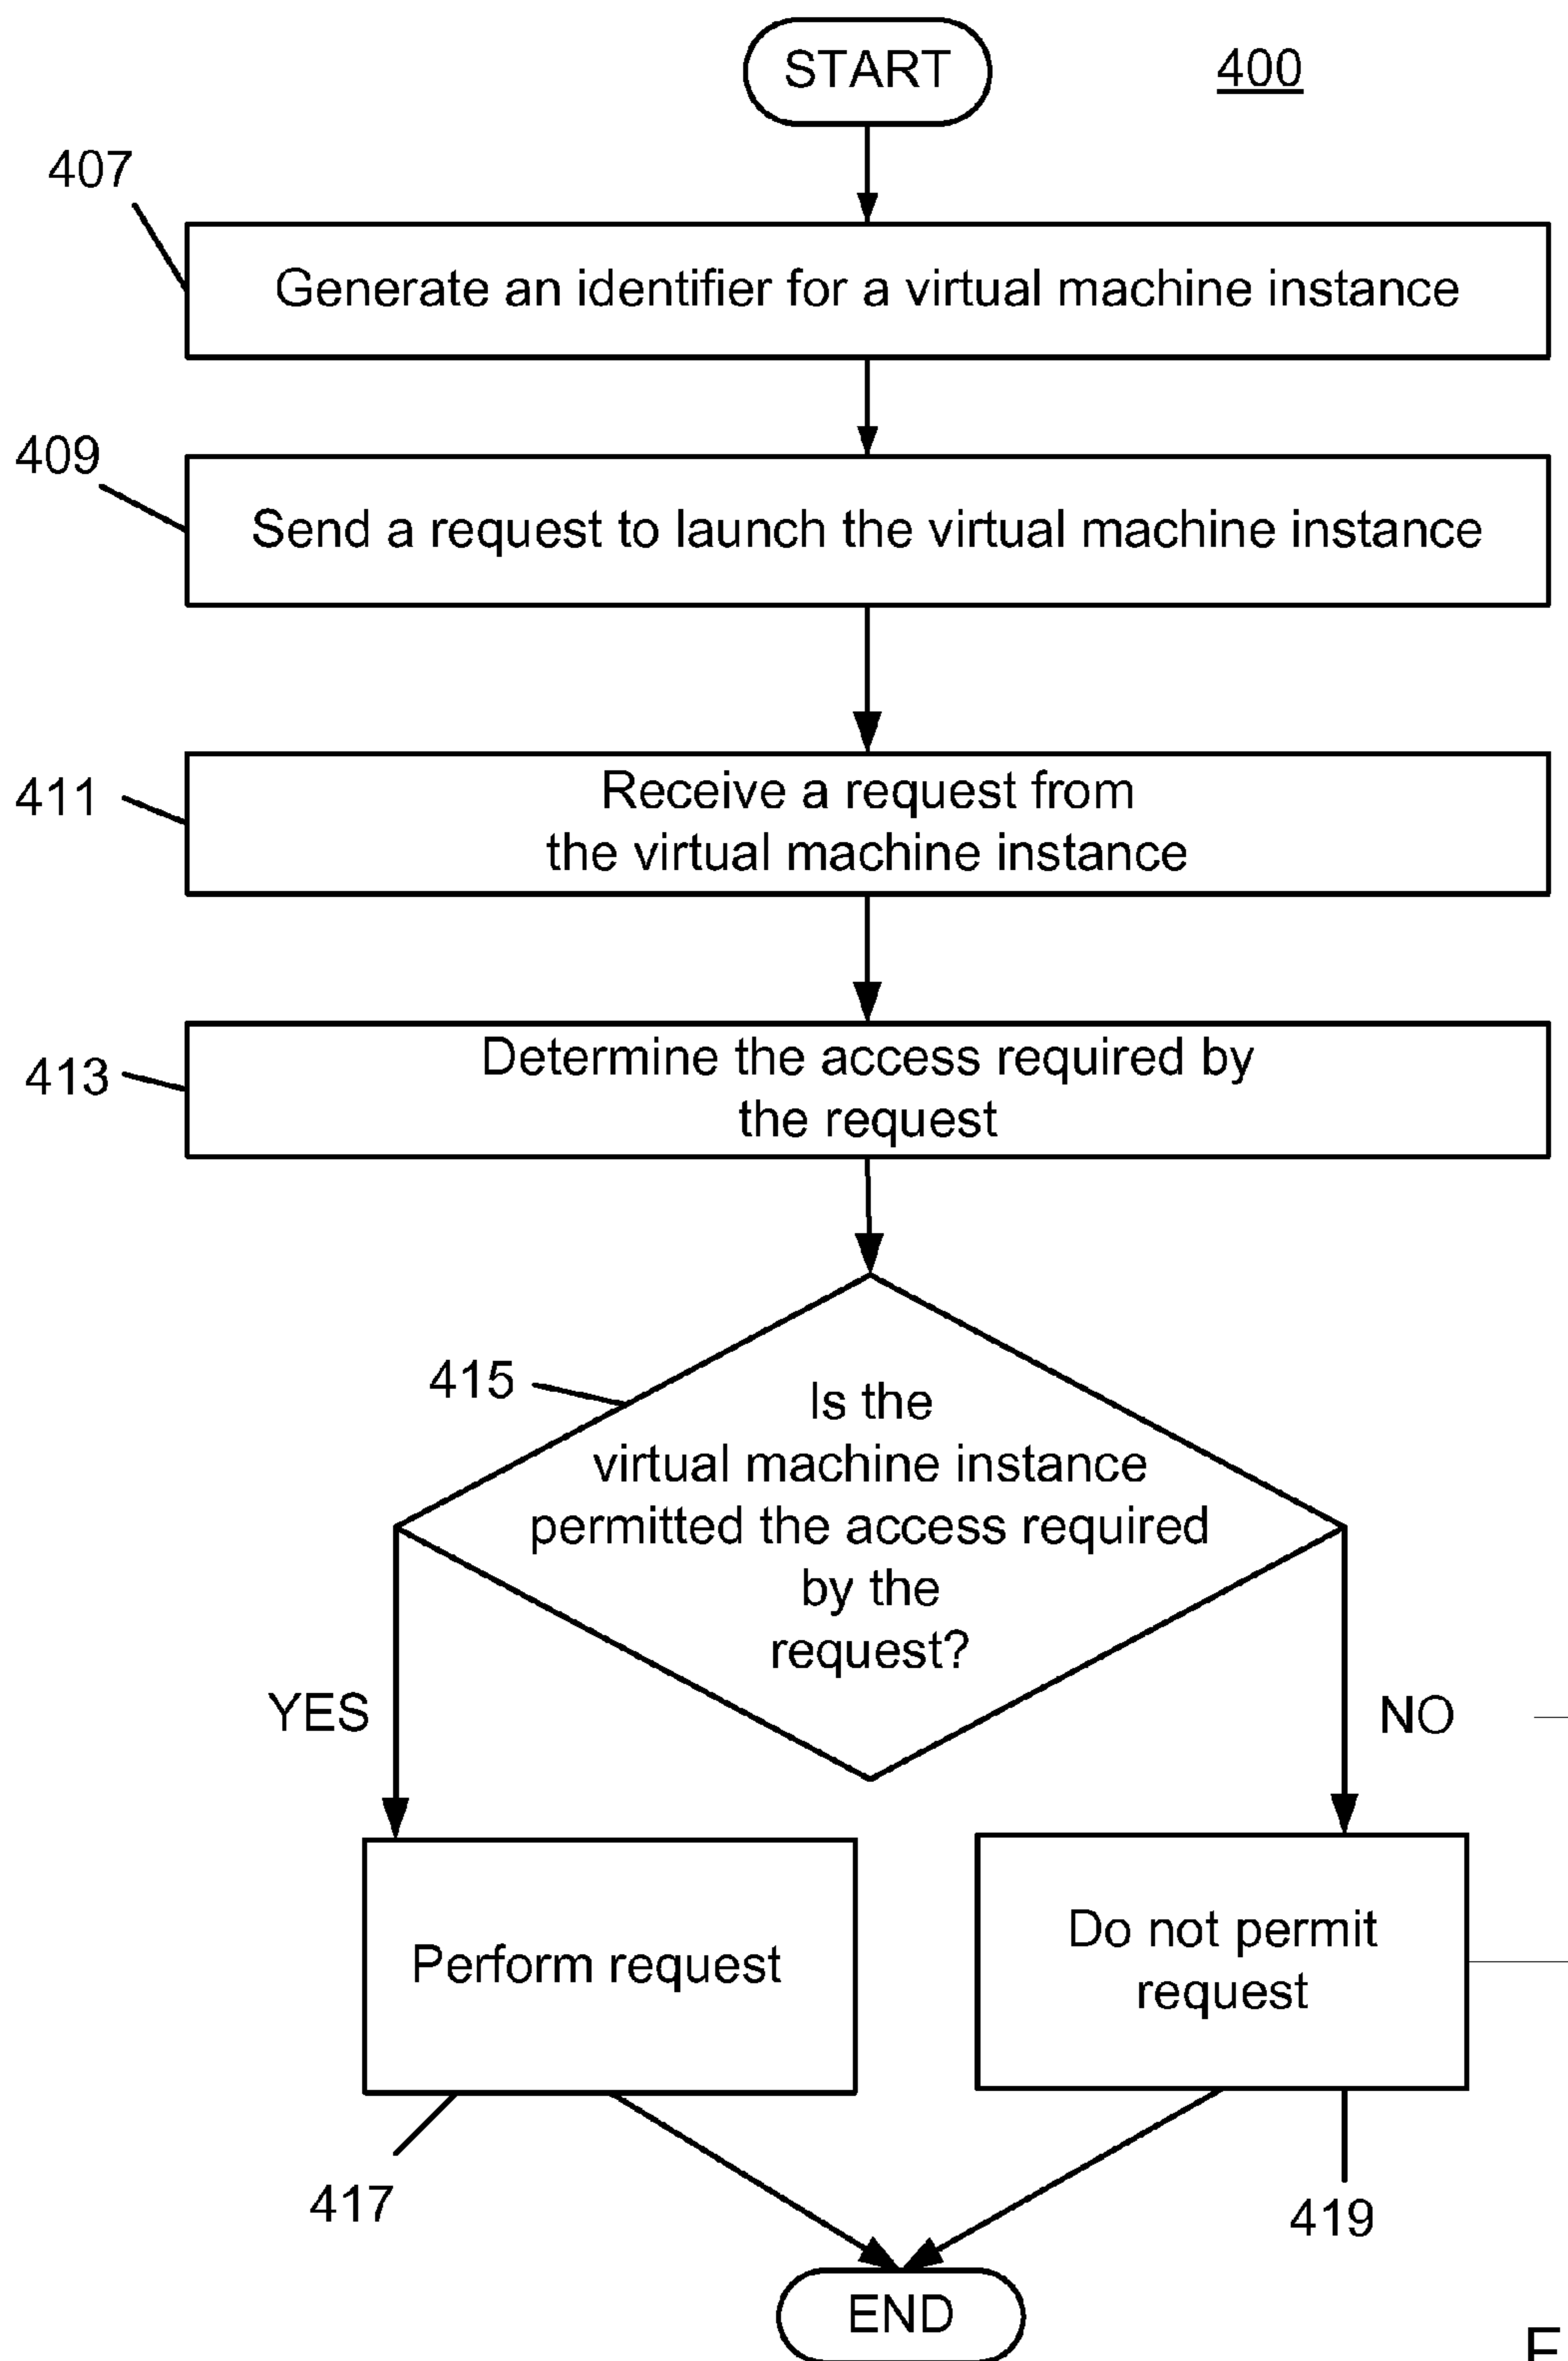 START
400
407
Generate an identifier for a virtual machine instance
409
Send a request to launch the virtual machine instance
411
Receive a request from
the virtual machine instance
413
Determine the access required by
the request
415
Is the
virtual machine instance
permitted the access required
by the
request?
YES
NO
Perform request
Do not permit
request
417
419
END